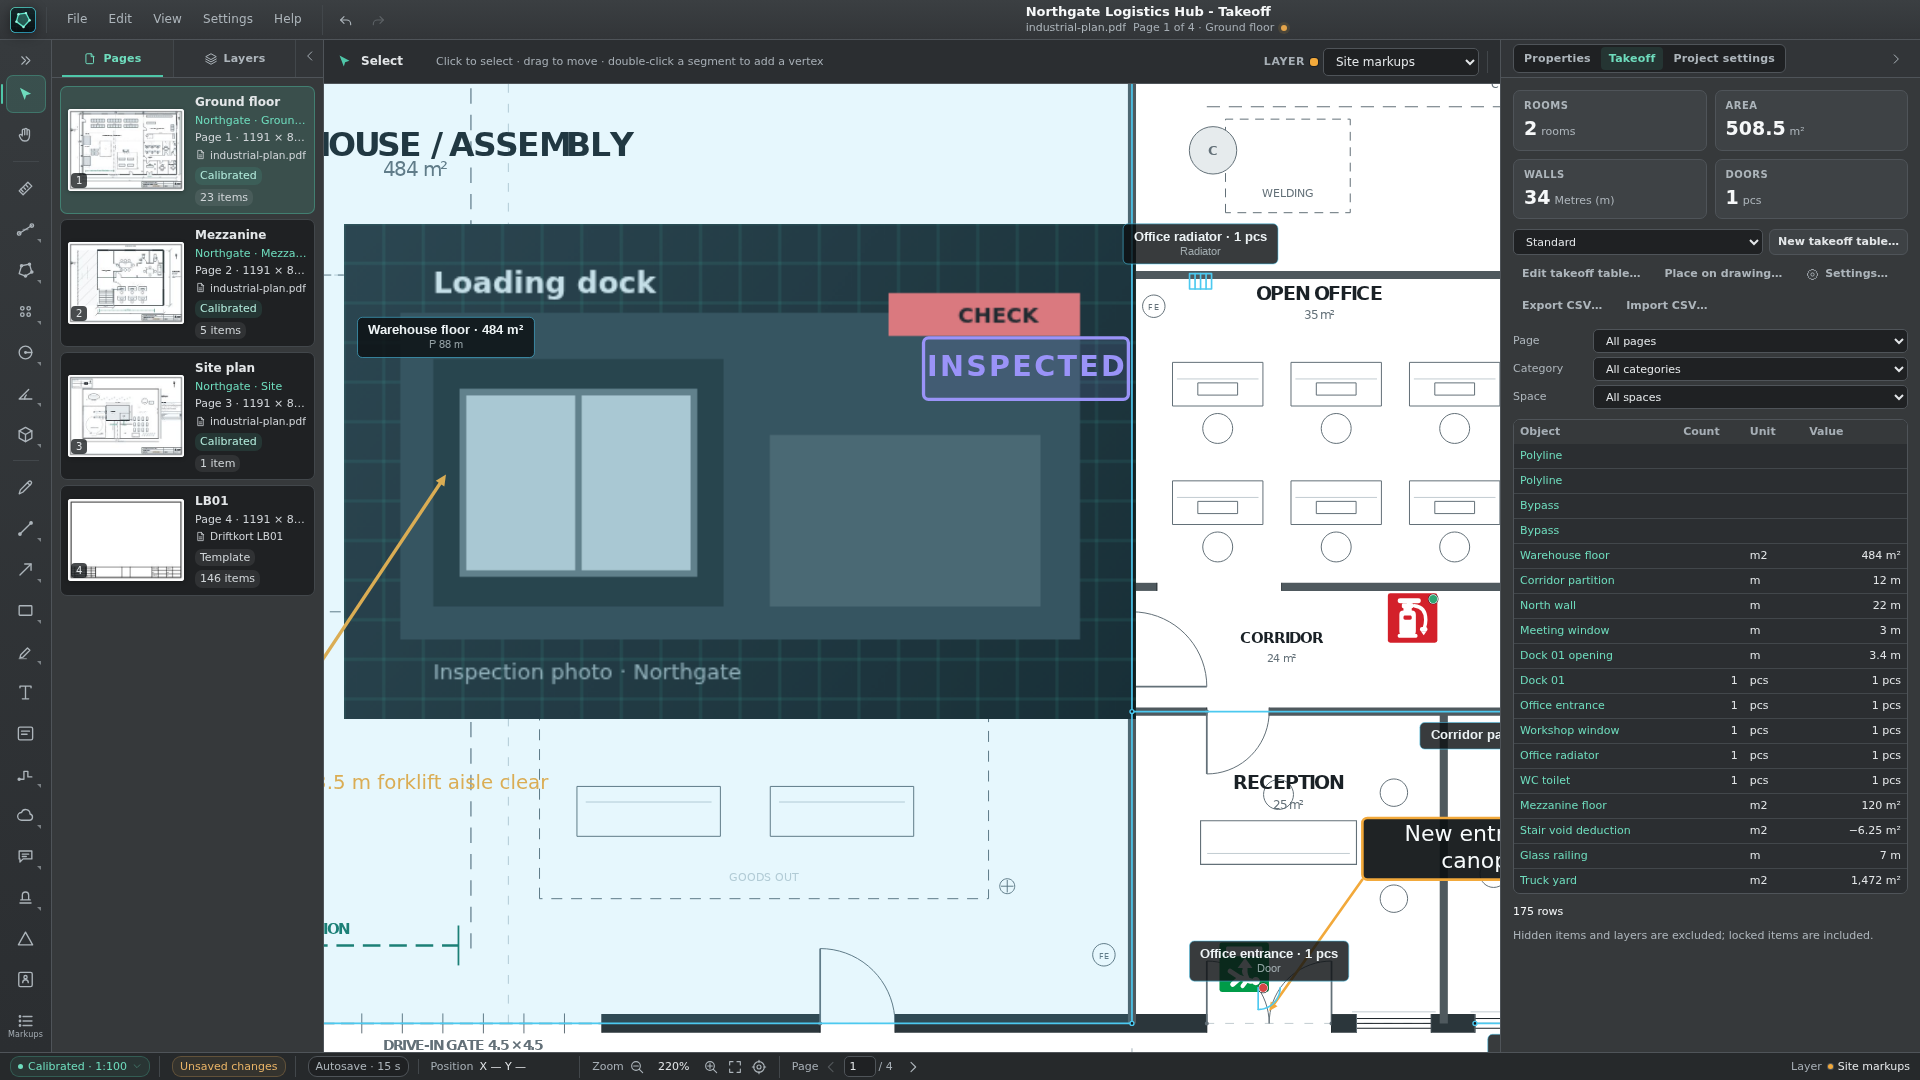 File Edit View Settings Help
Northgate Logistics Hub - Takeoff
industrial-plan.pdf Page 1 of 4 · Ground floor
Pages
Layers
Select
Click to select · drag to move · double-click a segment to add a vertex
LAYER
Site markups
Properties
Takeoff
Project settings
Ground floor
Northgate · Groun...
Page 1 · 1191 × 8...
industrial-plan.pdf
Calibrated
23 items
1
Mezzanine
Northgate · Mezza...
Page 2 · 1191 × 8...
industrial-plan.pdf
Calibrated
5 items
2
Site plan
Northgate · Site
Page 3 · 1191 × 8...
industrial-plan.pdf
Calibrated
1 item
3
LB01
Page 4 · 1191 × 8...
Driftkort LB01
Template
146 items
4
Markups
HOUSE / ASSEMBLY
484 m²
Loading dock
CHECK
INSPECTED
Warehouse floor · 484 m²
P 88 m
Inspection photo · Northgate
.5 m forklift aisle clear
GOODS OUT
ION
FE
DRIVE-IN GATE 4.5 × 4.5
C
WELDING
Office radiator · 1 pcs
Radiator
FE
OPEN OFFICE
35 m²
CORRIDOR
24 m²
Corridor pa
RECEPTION
25 m²
New entr
canop
Office entrance · 1 pcs
Door
ROOMS
2 rooms
AREA
508.5 m²
WALLS
34 Metres (m)
DOORS
1 pcs
Standard
New takeoff table...
Edit takeoff table...
Place on drawing...
Settings...
Export CSV...
Import CSV...
Page All pages
Category All categories
Space All spaces
Object Count Unit Value
Polyline
Polyline
Bypass
Bypass
Warehouse floor m2 484 m²
Corridor partition m 12 m
North wall m 22 m
Meeting window m 3 m
Dock 01 opening m 3.4 m
Dock 01 1 pcs 1 pcs
Office entrance 1 pcs 1 pcs
Workshop window 1 pcs 1 pcs
Office radiator 1 pcs 1 pcs
WC toilet 1 pcs 1 pcs
Mezzanine floor m2 120 m²
Stair void deduction m2 −6.25 m²
Glass railing m 7 m
Truck yard m2 1,472 m²
175 rows
Hidden items and layers are excluded; locked items are included.
Calibrated · 1:100
Unsaved changes
Autosave · 15 s
Position X — Y —
Zoom 220%
Page 1 / 4
Layer Site markups